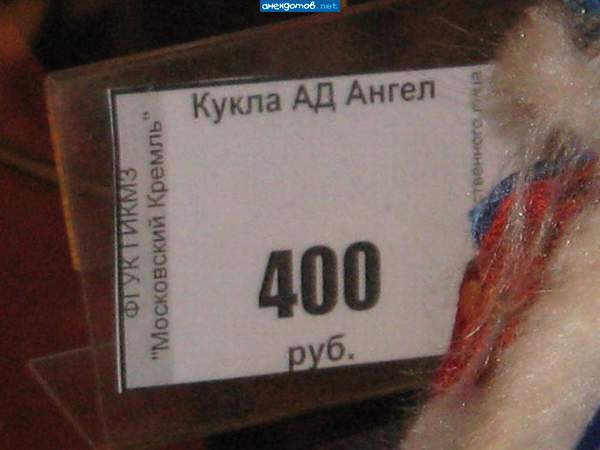 анекдотов.net
Кукла АД Ангел
400
руб.
ФГУК ГИКМЗ
"Московский Кремль"